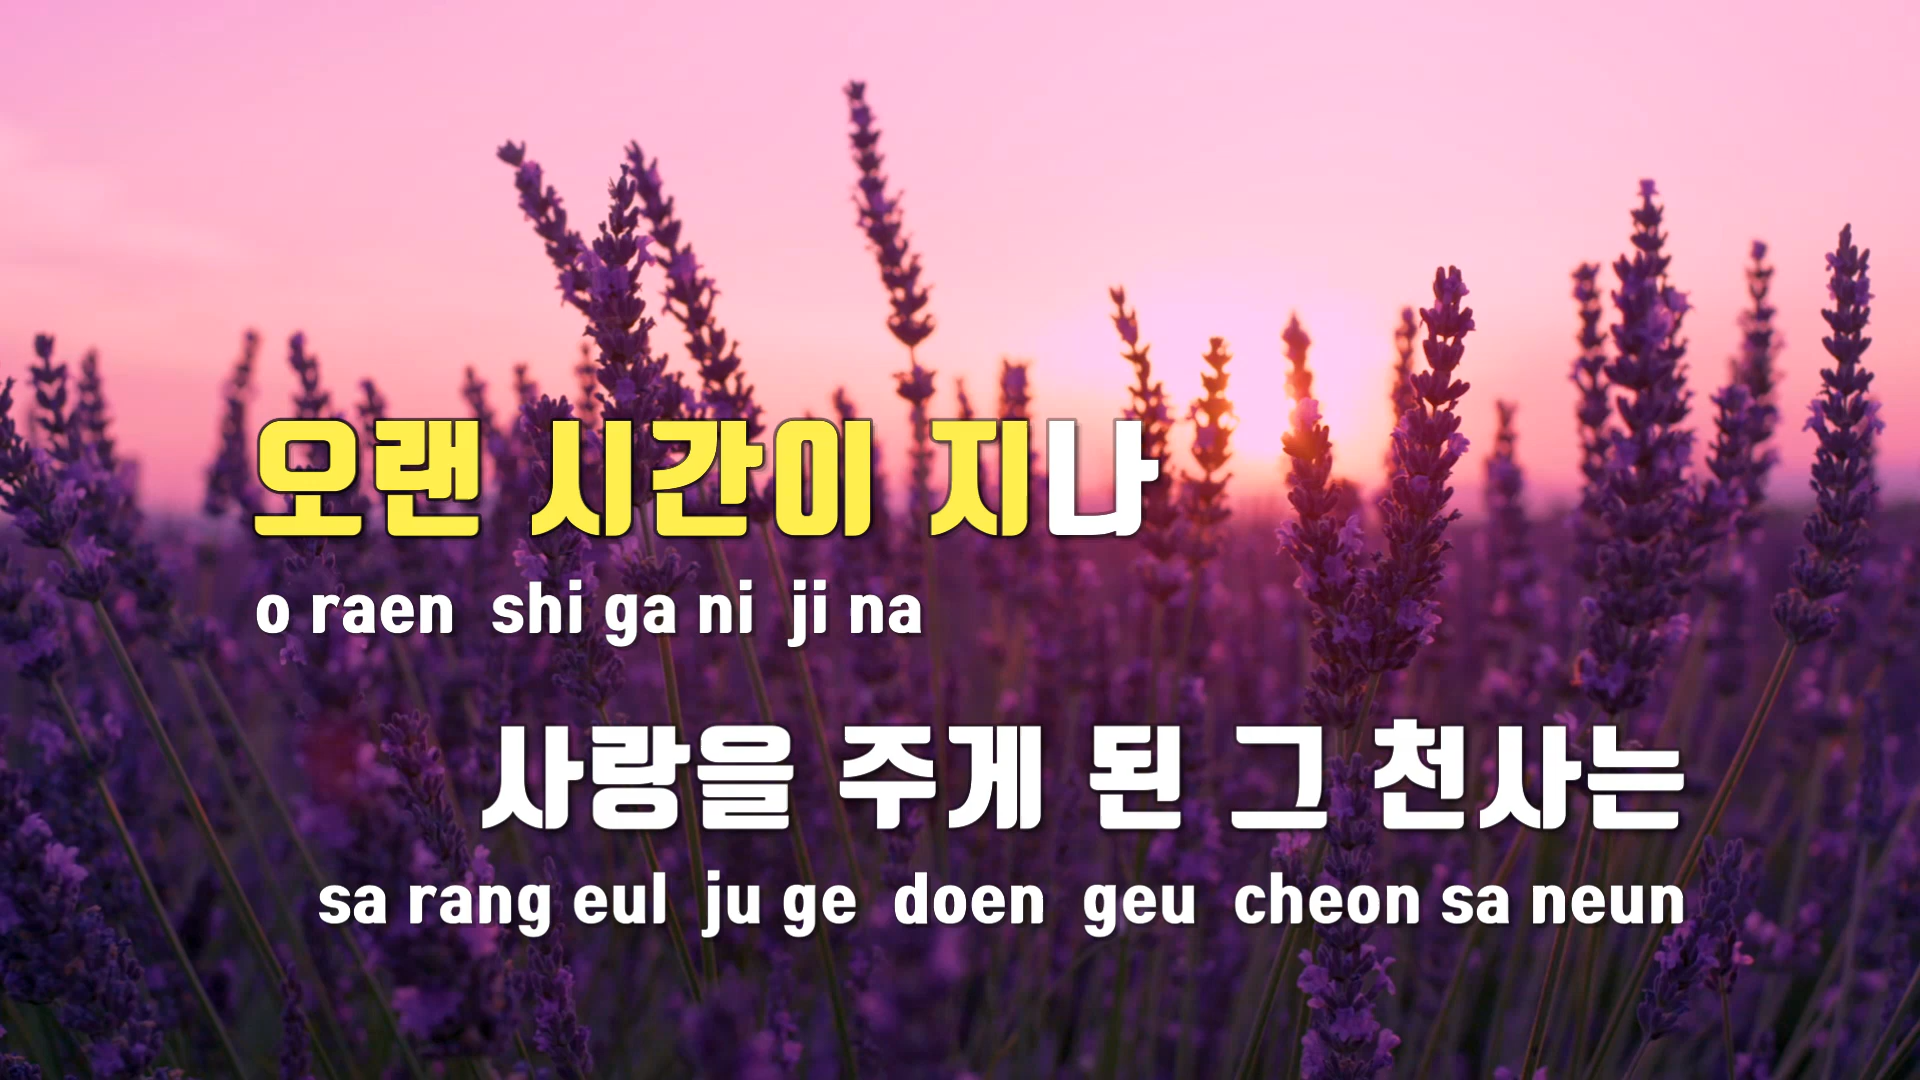 오랜 시간이 지나
o raen shi ga ni ji na
사랑을 주게 된 그 천사는
sa rang eul ju ge doen geu cheon sa neun